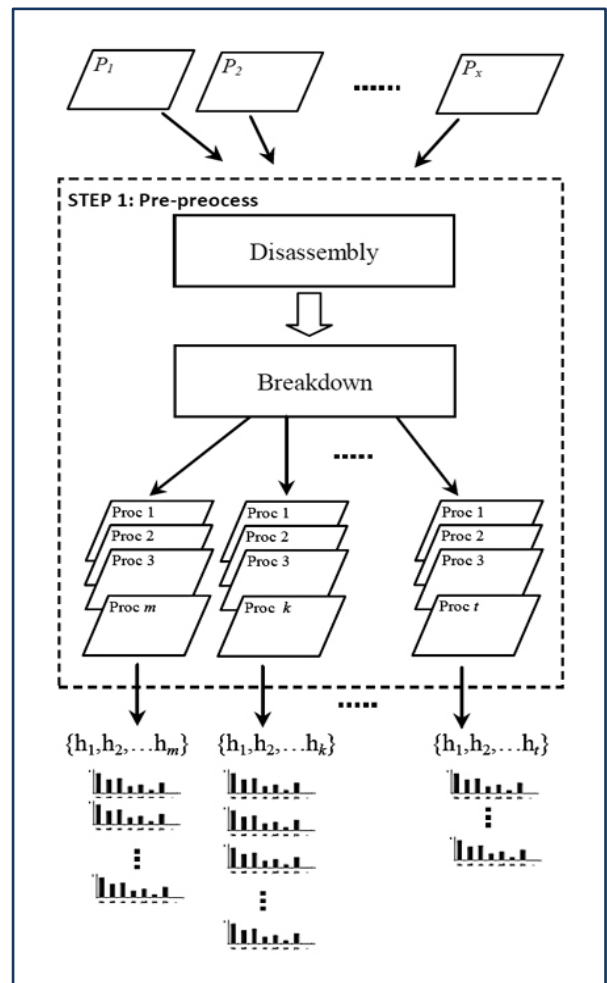 P1 P2 ....... Px
STEP 1: Pre-preocess
Disassembly
Breakdown
......
Proc 1 Proc 1 Proc 1
Proc 2 Proc 2 Proc 2
Proc 3 Proc 3 Proc 3
Proc m Proc k Proc t
......
{h1,h2,…hm} {h1,h2,…hk} {h1,h2,…ht}